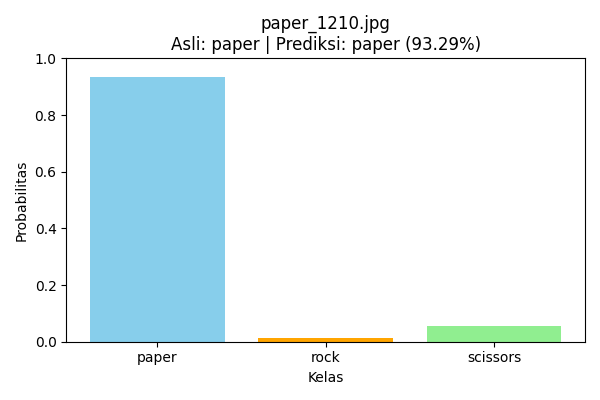 paper_1210.jpg
Asli: paper | Prediksi: paper (93.29%)
1.0
0.8
0.6
0.4
0.2
0.0
Probabilitas
paper
rock
scissors
Kelas